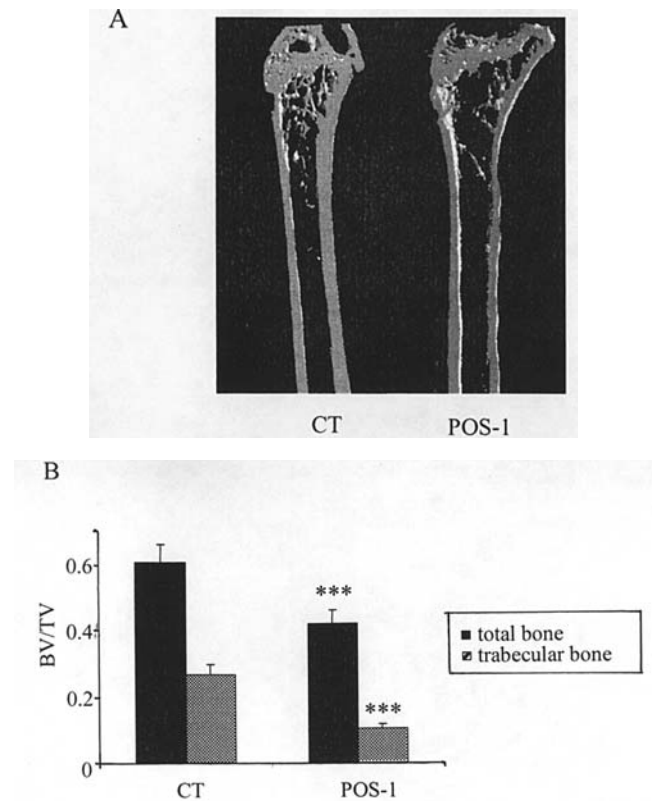 A
CT POS-1
B
BV/TV
0.6
0.4
0.2
0
***
***
CT POS-1
total bone
trabecular bone